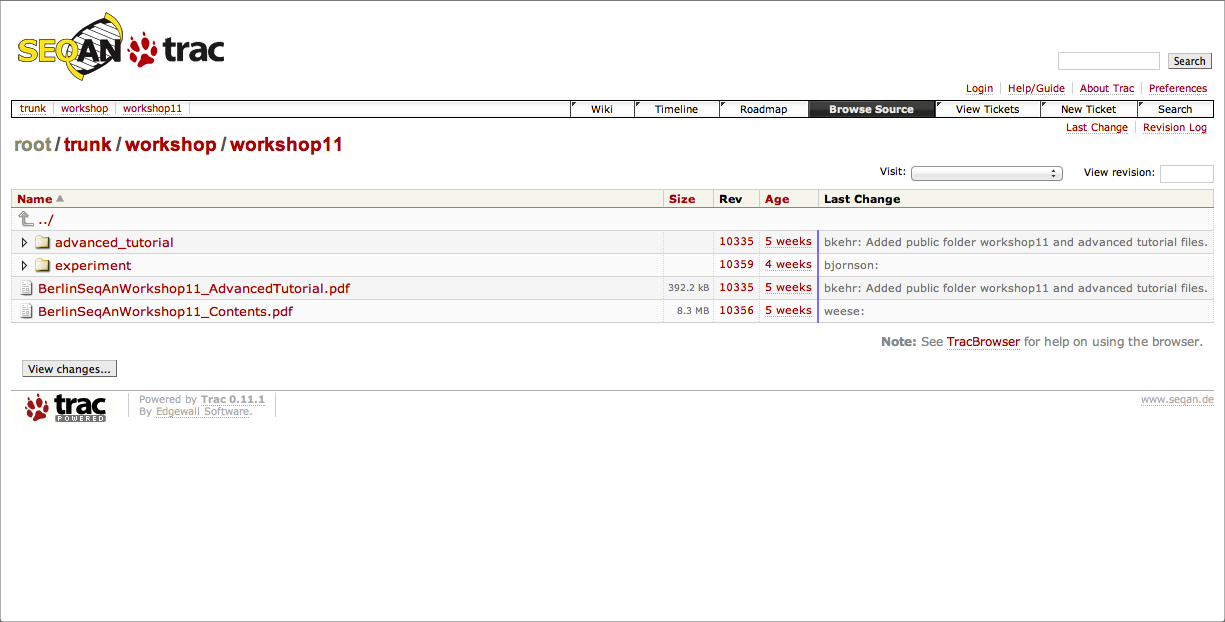 SEQAN trac
Search
Login Help/Guide About Trac Preferences
trunk workshop workshop11 Wiki Timeline Roadmap Browse Source View Tickets New Ticket Search
Last Change Revision Log
root / trunk / workshop / workshop11
Visit: View revision:
Name Size Rev Age Last Change
../
advanced_tutorial 10335 5 weeks bkehr: Added public folder workshop11 and advanced tutorial files.
experiment 10359 4 weeks bjornson:
BerlinSeqAnWorkshop11_AdvancedTutorial.pdf 392.2 kB 10335 5 weeks bkehr: Added public folder workshop11 and advanced tutorial files.
BerlinSeqAnWorkshop11_Contents.pdf 8.3 MB 10356 5 weeks weese:
Note: See TracBrowser for help on using the browser.
View changes...
trac POWERED
Powered by Trac 0.11.1
By Edgewall Software.
www.seqan.de